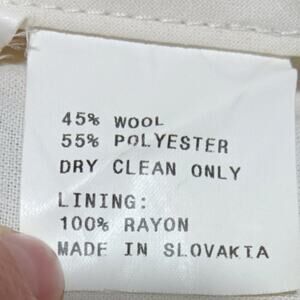 45% WOOL
55% POLYESTER
DRY CLEAN ONLY
LINING:
100% RAYON
MADE IN SLOVAKIA